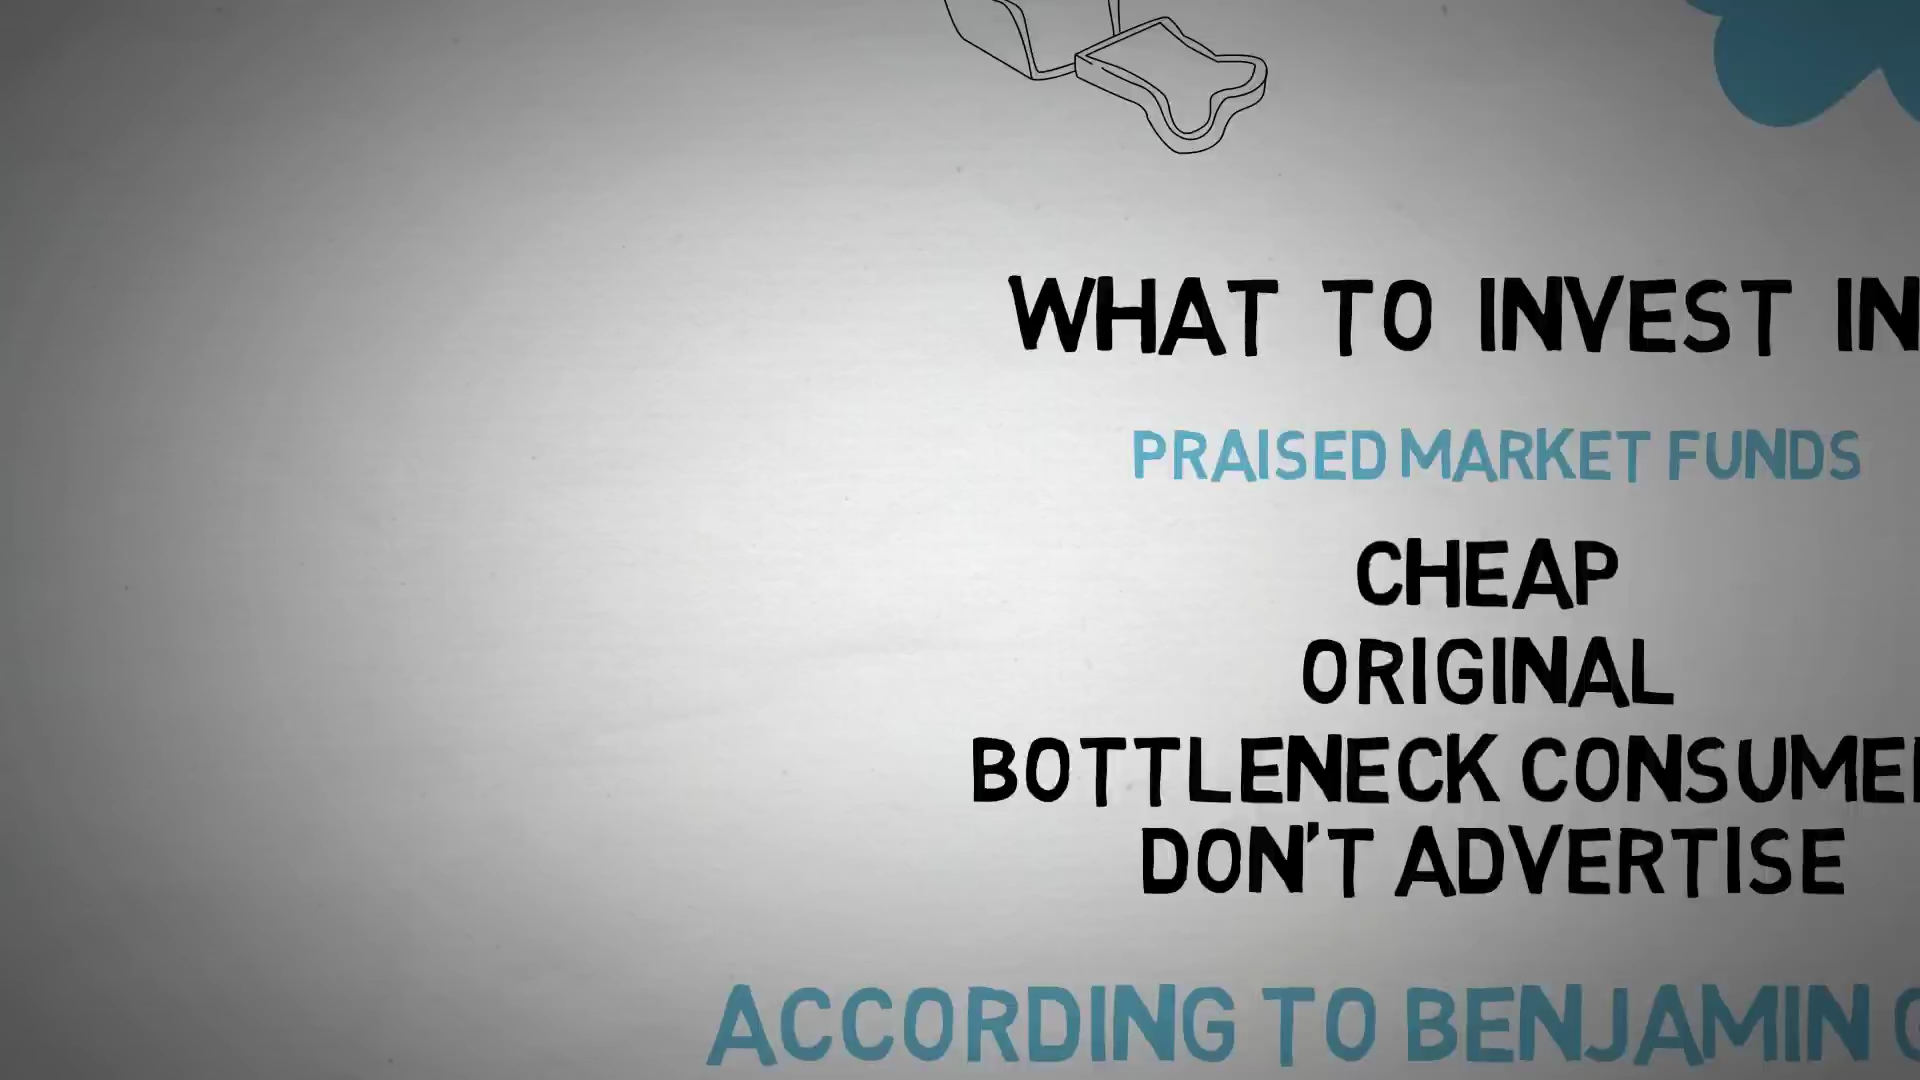 WHAT TO INVEST IN
PRAISED MARKET FUNDS
CHEAP
ORIGINAL
BOTTLENECK CONSUME
DON'T ADVERTISE
ACCORDING TO BENJAMIN